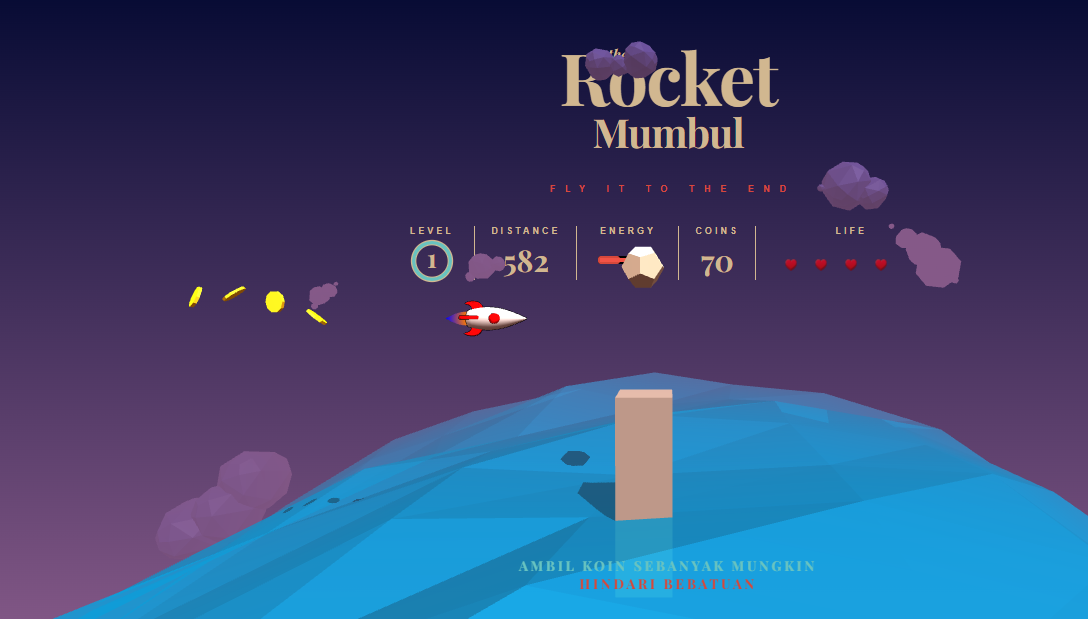 the
Rocket
Mumbul
FLY IT TO THE END
LEVEL DISTANCE ENERGY COINS LIFE
1 582 70
AMBIL KOIN SEBANYAK MUNGKIN
HINDARI BEBATUAN